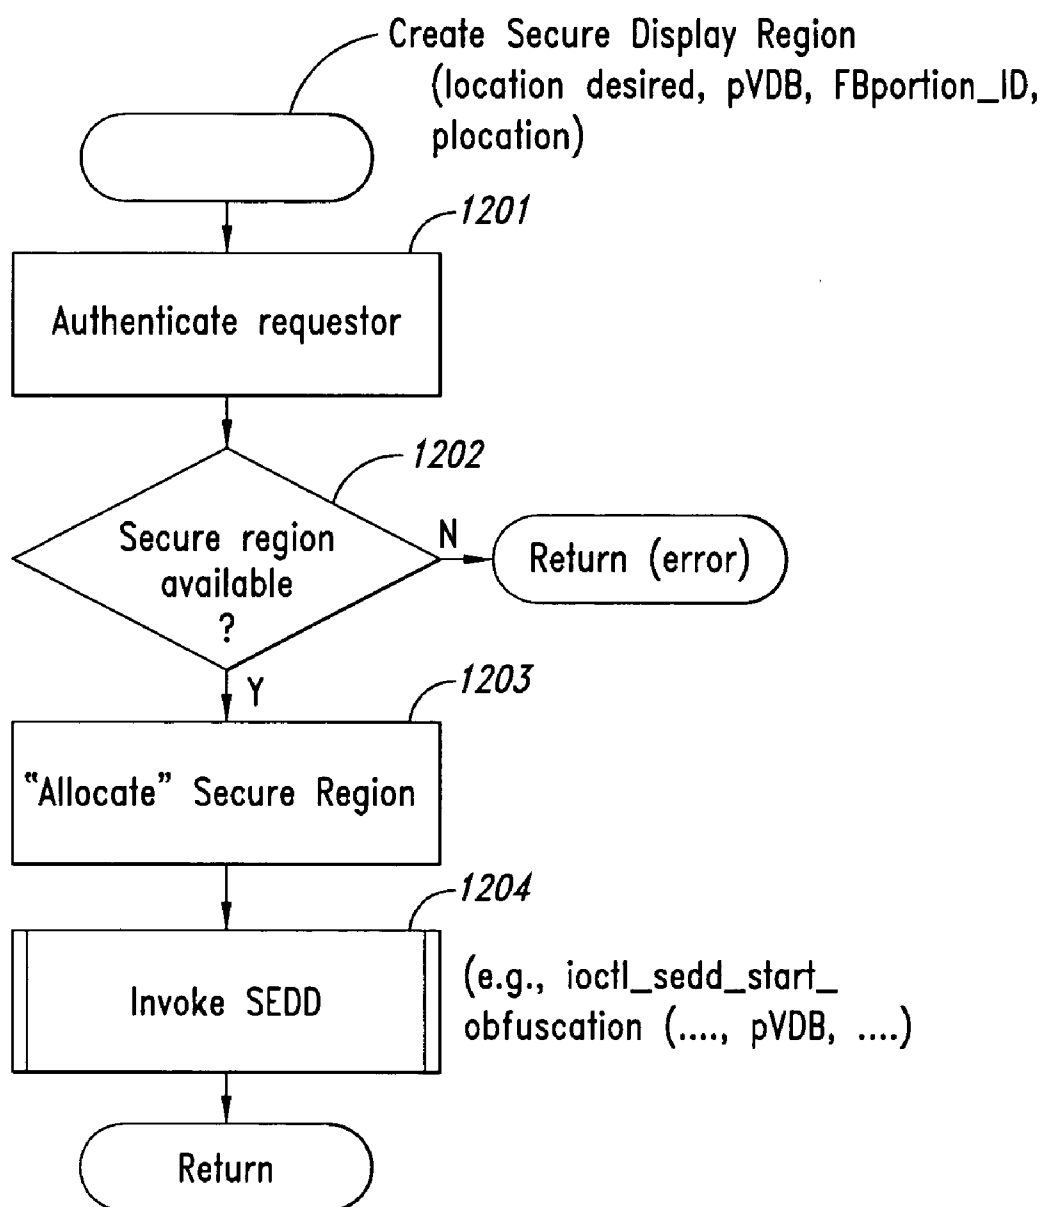 Create Secure Display Region
(location desired, pVDB, FBportion_ID,
plocation)
1201
Authenticate requestor
1202
Secure region
available
?
N
Return (error)
Y
1203
“Allocate” Secure Region
1204
Invoke SEDD
(e.g., ioctl_sedd_start_
obfuscation (...., pVDB, ....)
Return